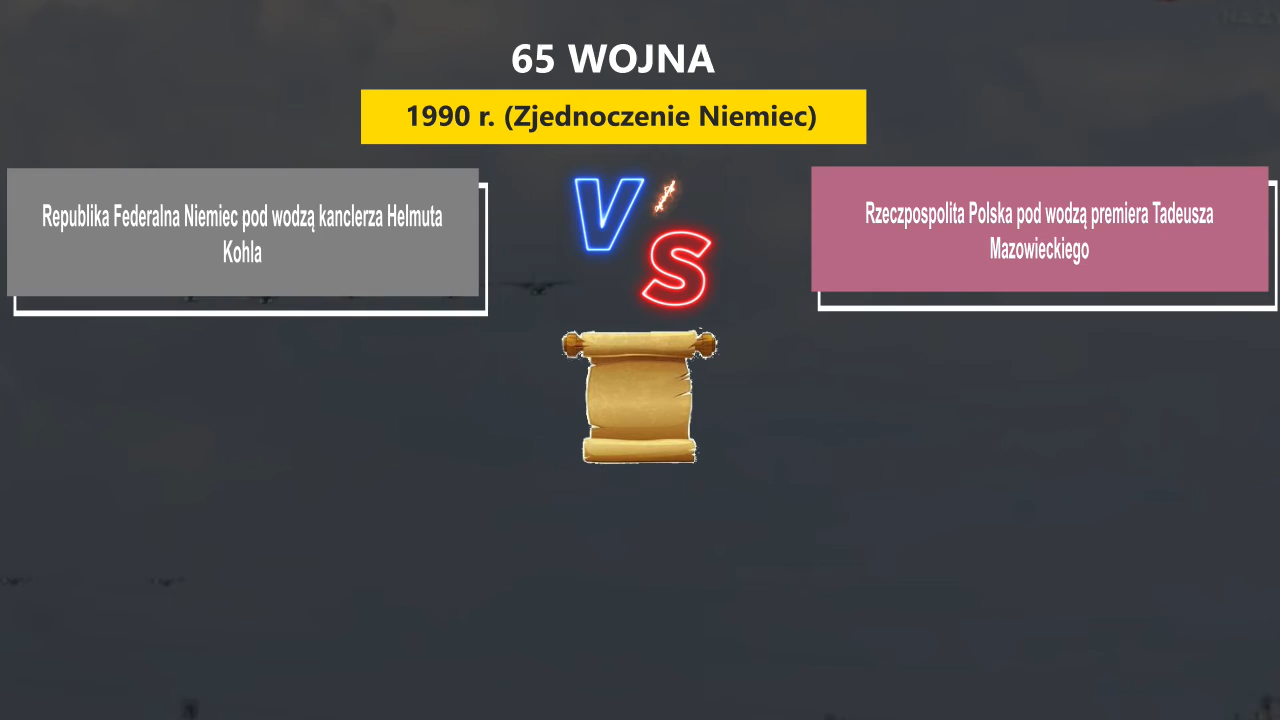 65 WOJNA
1990 r. (Zjednoczenie Niemiec)
Republika Federalna Niemiec pod wodzą kanclerza Helmuta
Kohla
VS
Rzeczpospolita Polska pod wodzą premiera Tadeusza
Mazowieckiego